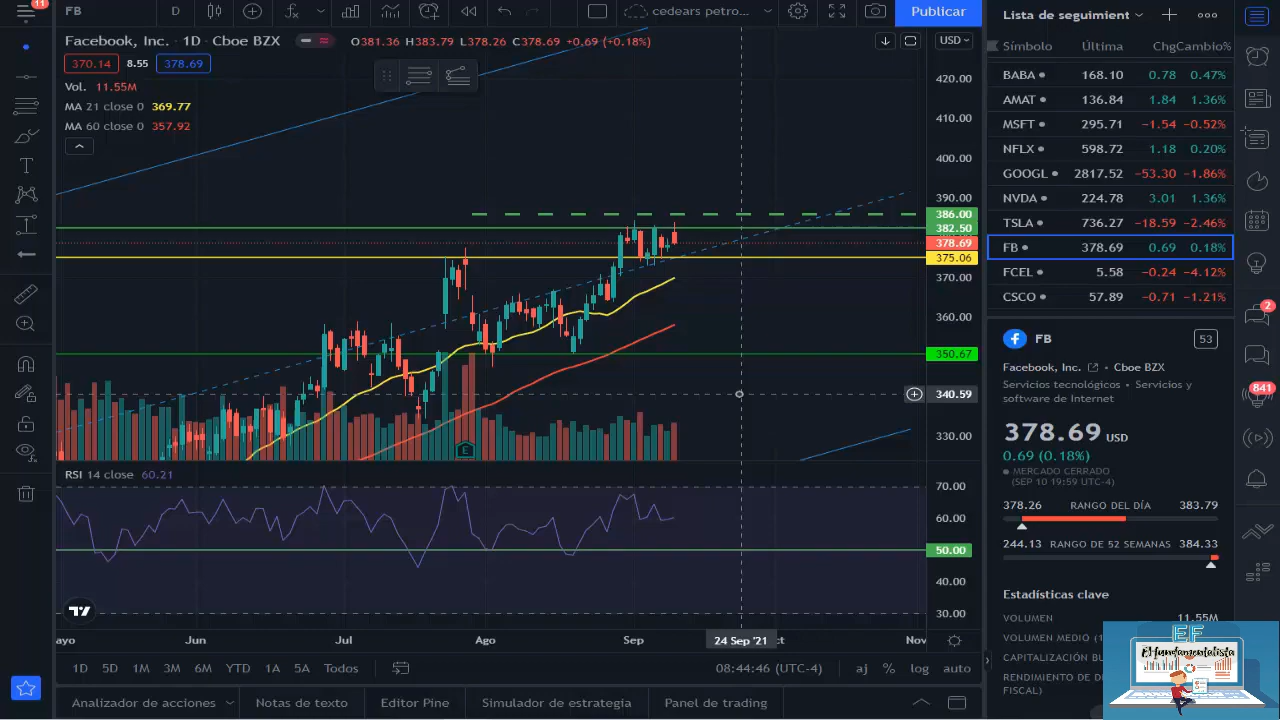 11
FB
D
cedears petro...
Publicar
Facebook, Inc. · 1D · Cboe BZX
O381.36 H383.79 L378.26 C378.69 +0.69 (+0.18%)
USD
370.14 8.55 378.69
Vol. 11.55M
MA 21 close 0 369.77
MA 60 close 0 357.92
420.00
410.00
400.00
390.00
386.00
382.50
378.69
375.06
370.00
360.00
350.67
340.59
330.00
E
RSI 14 close 60.21
70.00
60.00
50.00
40.00
30.00
ayo Jun Jul Ago Sep 24 Sep '21 ct Nov
1D 5D 1M 3M 6M YTD 1A 5A Todos
08:44:46 (UTC-4) aj % log auto
Analizador de acciones
Notas de texto
Editor Pine
de estrategia
Panel de trading
Lista de seguimient
Símbolo Última Chg Cambio%
BABA 168.10 0.78 0.47%
AMAT 136.84 1.84 1.36%
MSFT 295.71 −1.54 −0.52%
NFLX 598.72 1.18 0.20%
GOOGL 2817.52 −53.30 −1.86%
NVDA 224.78 3.01 1.36%
TSLA 736.27 −18.59 −2.46%
FB 378.69 0.69 0.18%
FCEL 5.58 −0.24 −4.12%
CSCO 57.89 −0.71 −1.21%
FB 53
Facebook, Inc. · Cboe BZX
Servicios tecnológicos · Servicios y
software de Internet
378.69 USD
0.69 (0.18%)
MERCADO CERRADO
(SEP 10 19:59 UTC-4)
378.26 RANGO DEL DÍA 383.79
244.13 RANGO DE 52 SEMANAS 384.33
Estadísticas clave
VOLUMEN 11.55M
VOLUMEN MEDIO (1
CAPITALIZACIÓN BU
RENDIMIENTO DE D
FISCAL)
2
841
EF
El fundamentalista